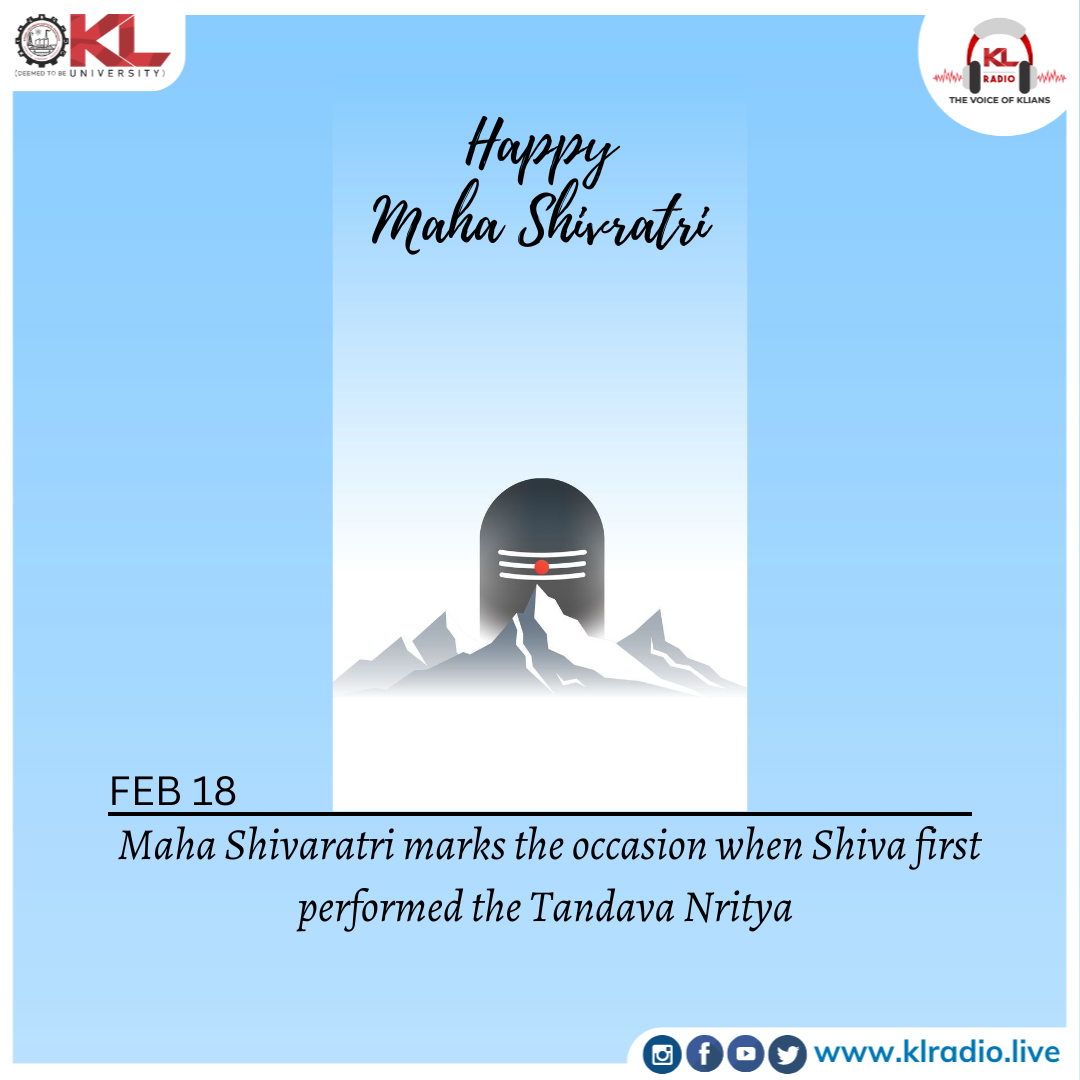 KL
(DEEMED TO BE UNIVERSITY)
KL
RADIO
THE VOICE OF KLIANS
Happy
Maha Shivratri
FEB 18
Maha Shivaratri marks the occasion when Shiva first
performed the Tandava Nritya
www.klradio.live